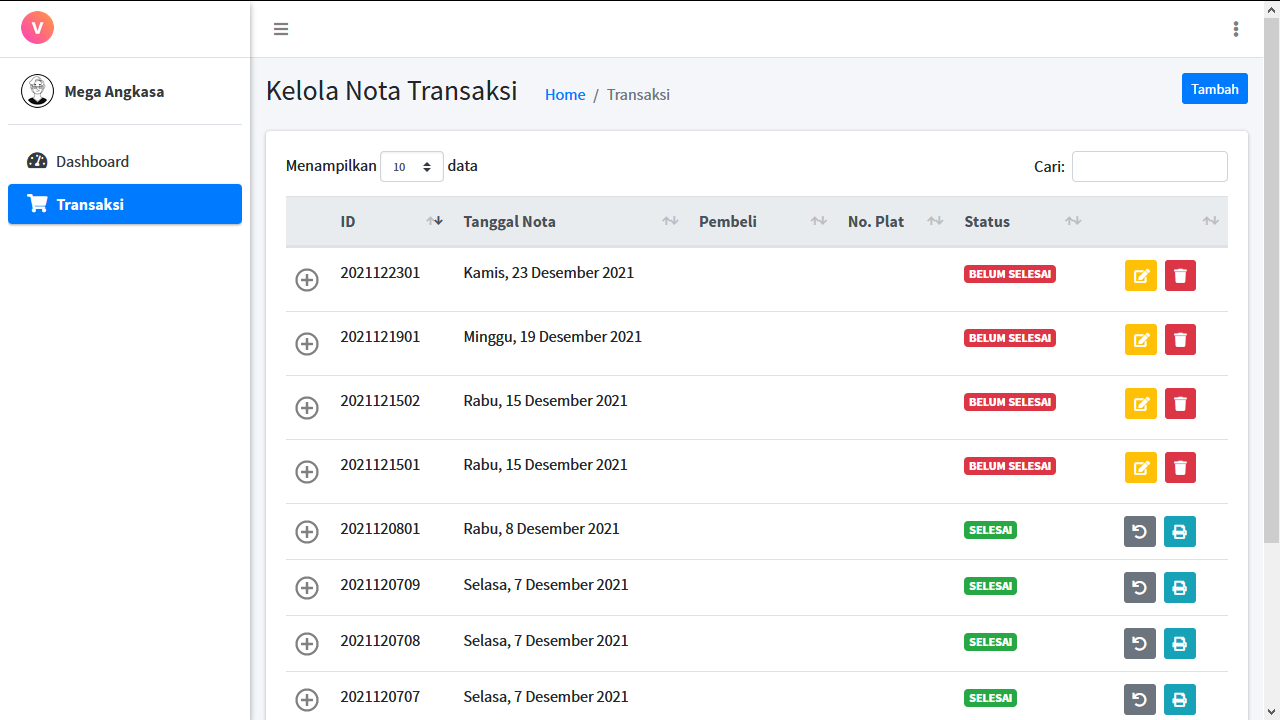 V
Mega Angkasa
Dashboard
Transaksi
Kelola Nota Transaksi Home / Transaksi Tambah
Menampilkan 10 data Cari:
ID Tanggal Nota Pembeli No. Plat Status
2021122301 Kamis, 23 Desember 2021 BELUM SELESAI
2021121901 Minggu, 19 Desember 2021 BELUM SELESAI
2021121502 Rabu, 15 Desember 2021 BELUM SELESAI
2021121501 Rabu, 15 Desember 2021 BELUM SELESAI
2021120801 Rabu, 8 Desember 2021 SELESAI
2021120709 Selasa, 7 Desember 2021 SELESAI
2021120708 Selasa, 7 Desember 2021 SELESAI
2021120707 Selasa, 7 Desember 2021 SELESAI